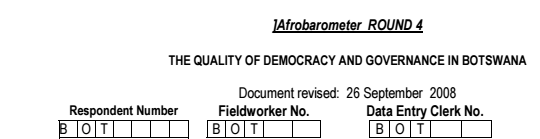 ]Afrobarometer ROUND 4
THE QUALITY OF DEMOCRACY AND GOVERNANCE IN BOTSWANA
Document revised: 26 September 2008
Respondent Number Fieldworker No. Data Entry Clerk No.
B O T B O T B O T